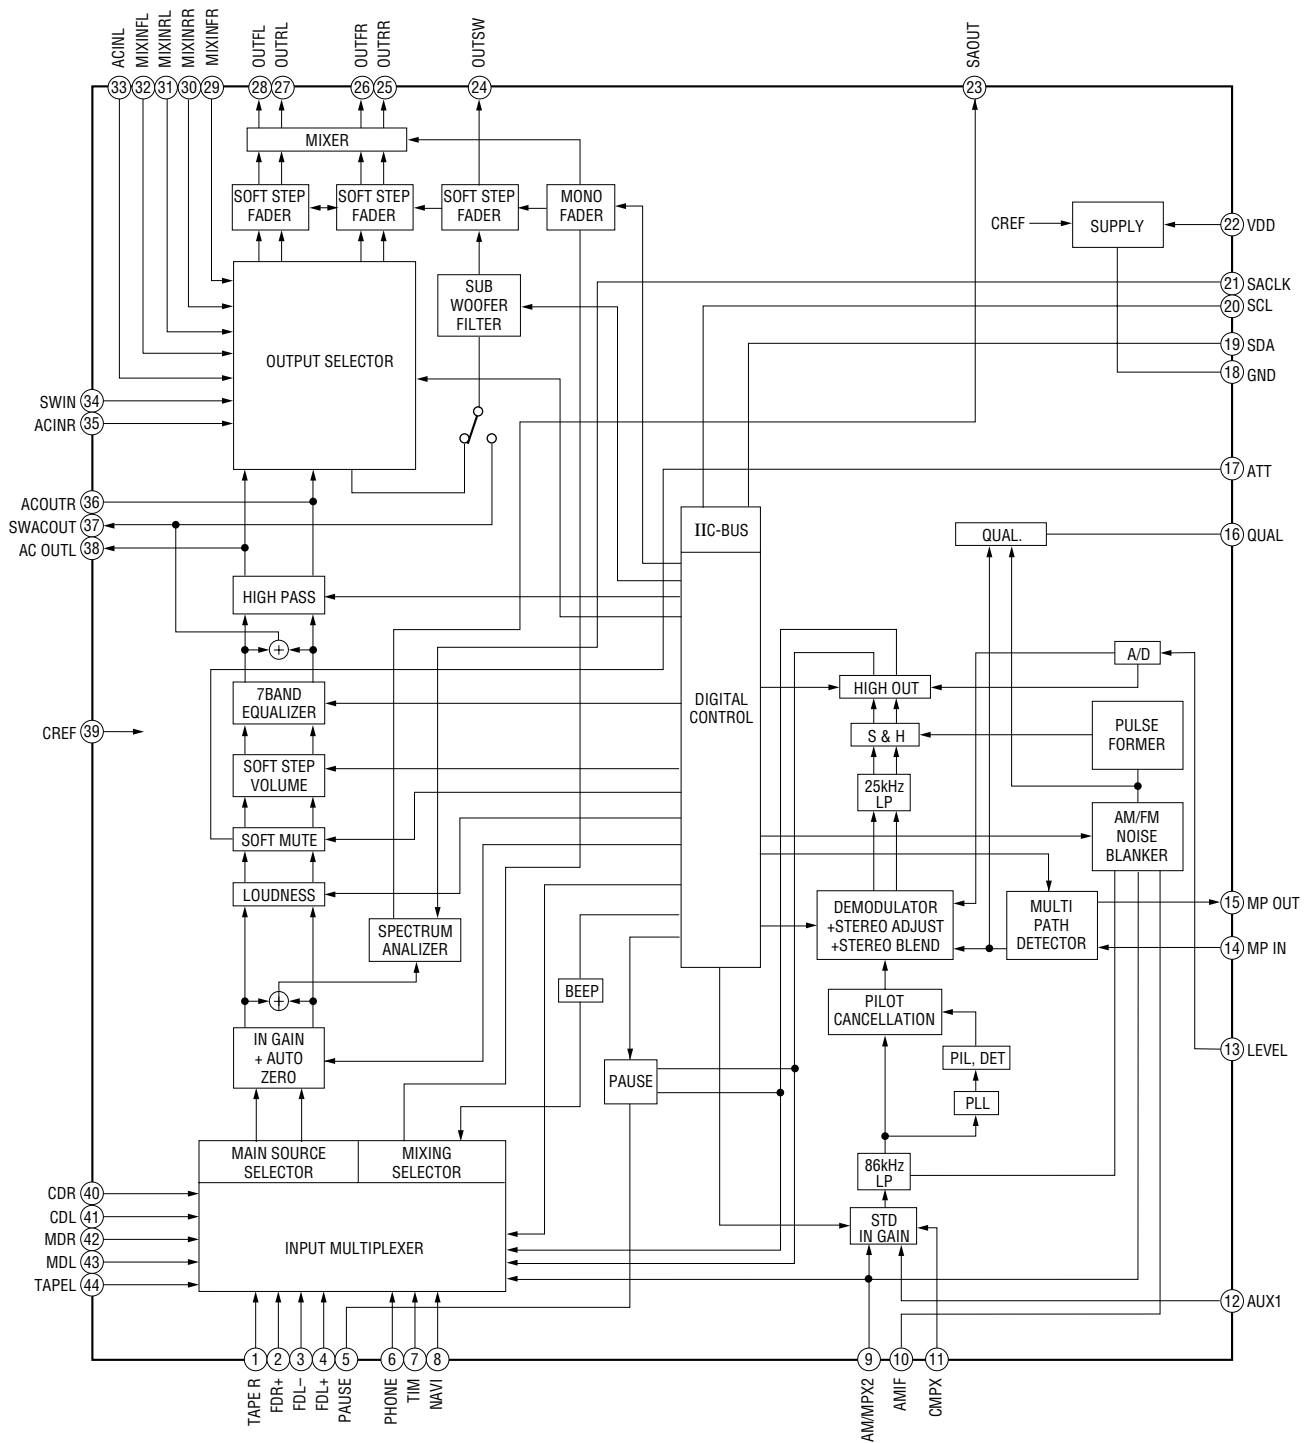 ACINL
MIXINFL
MIXINRL
MIXINRR
MIXINFR
OUTFL
OUTRL
OUTFR
OUTRR
OUTSW
SAOUT
33
32
31
30
29
28
27
26
25
24
23
MIXER
SOFT STEP
FADER
SOFT STEP
FADER
SOFT STEP
FADER
MONO
FADER
CREF
SUPPLY
22 VDD
SUB
WOOFER
FILTER
21 SACLK
20 SCL
OUTPUT SELECTOR
19 SDA
18 GND
SWIN 34
ACINR 35
17 ATT
ACOUTR 36
SWACOUT 37
AC OUTL 38
IIC-BUS
QUAL.
16 QUAL
HIGH PASS
+
A/D
7BAND
EQUALIZER
DIGITAL
CONTROL
HIGH OUT
CREF 39
S & H
PULSE
FORMER
SOFT STEP
VOLUME
25kHz
LP
SOFT MUTE
AM/FM
NOISE
BLANKER
LOUDNESS
SPECTRUM
ANALIZER
DEMODULATOR
+STEREO ADJUST
+STEREO BLEND
MULTI
PATH
DETECTOR
15 MP OUT
14 MP IN
+
BEEP
PILOT
CANCELLATION
IN GAIN
+ AUTO
ZERO
PAUSE
PIL, DET
13 LEVEL
PLL
MAIN SOURCE
SELECTOR
MIXING
SELECTOR
86kHz
LP
CDR 40
CDL 41
MDR 42
MDL 43
TAPEL 44
INPUT MULTIPLEXER
STD
IN GAIN
12 AUX1
1
2
3
4
5
6
7
8
9
10
11
TAPE R
FDR+
FDL–
FDL+
PAUSE
PHONE
TIM
NAVI
AM/MPX2
AMIF
CMPX